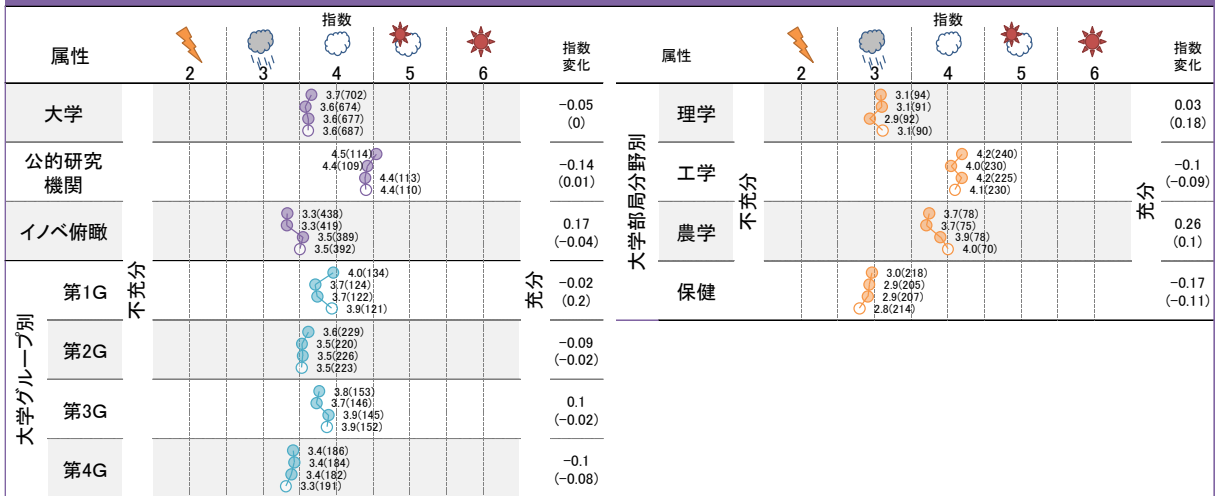 属性
指数
2 3 4 5 6
指数
変化
大学
3.7(702)
3.6(674)
3.6(677)
3.6(687)
-0.05
(0)
公的研究
機関
4.5(114)
4.4(109)
4.4(113)
4.4(110)
-0.14
(0.01)
イノベ俯瞰
3.3(438)
3.3(419)
3.5(389)
3.5(392)
0.17
(-0.04)
大学グループ別
不充分
充分
第1G
4.0(134)
3.7(124)
3.7(122)
3.9(121)
-0.02
(0.2)
第2G
3.6(229)
3.5(220)
3.5(226)
3.5(223)
-0.09
(-0.02)
第3G
3.8(153)
3.7(146)
3.9(145)
3.9(152)
0.1
(-0.02)
第4G
3.4(186)
3.4(184)
3.4(182)
3.3(191)
-0.1
(-0.08)
属性
指数
2 3 4 5 6
指数
変化
大学部局分野別
不充分
充分
理学
3.1(94)
3.1(91)
2.9(92)
3.1(90)
0.03
(0.18)
工学
4.2(240)
4.0(230)
4.2(225)
4.1(230)
-0.1
(-0.09)
農学
3.7(78)
3.7(75)
3.9(78)
4.0(70)
0.26
(0.1)
保健
3.0(218)
2.9(205)
2.9(207)
2.8(214)
-0.17
(-0.11)